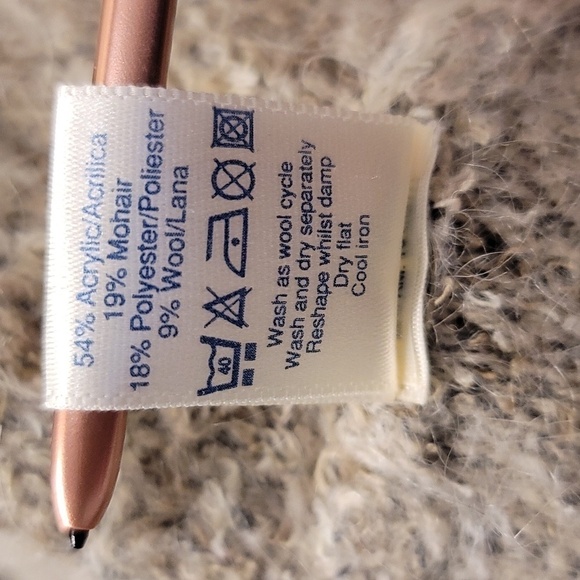 54% Acrylic/Acrilica
19% Mohair
18% Polyester/Poliester
9% Wool/Lana
40
Wash as wool cycle
Wash and dry separately
Reshape whilst damp
Dry flat
Cool iron